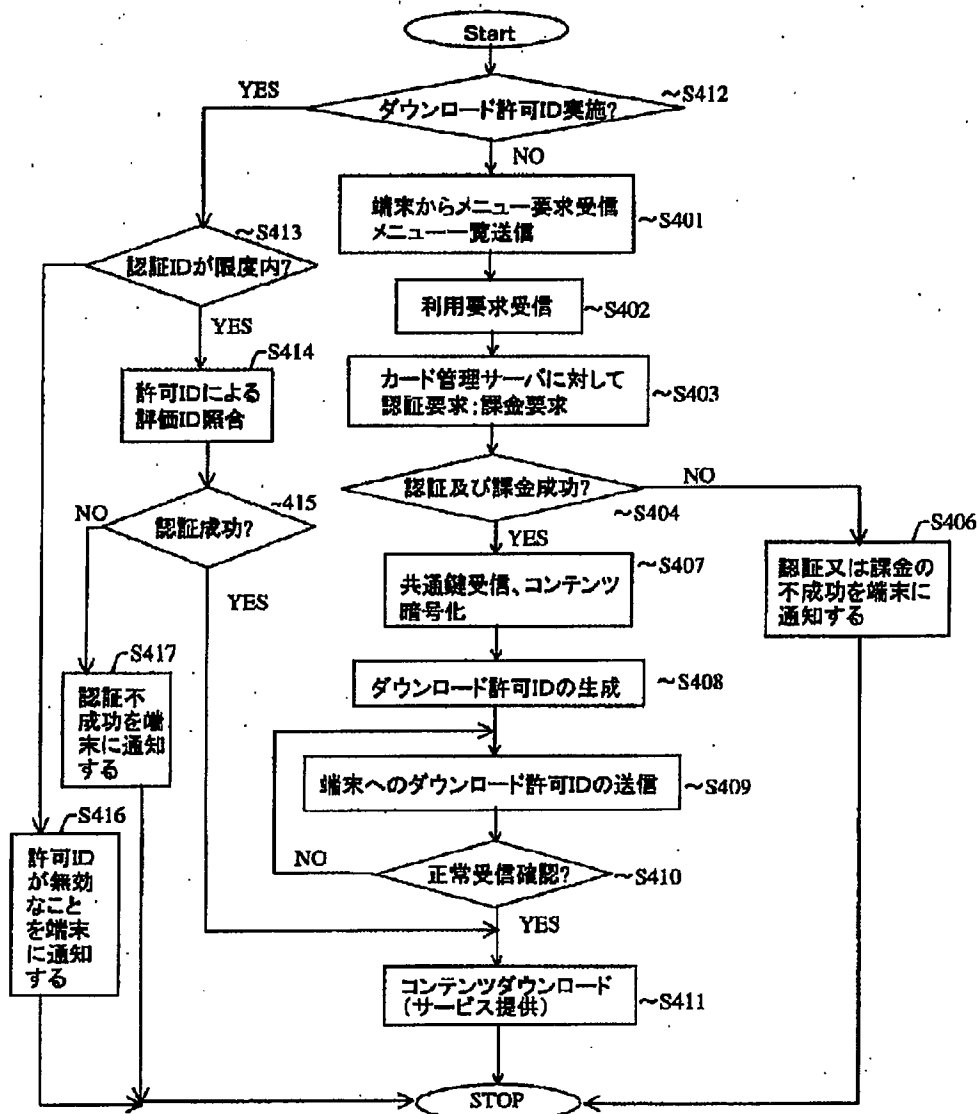 Start
YES
ダウンロード許可ID実施?
~S412
NO
端末からメニュー要求受信
メニュー一覧送信
~S401
~S413
認証IDが限度内?
利用要求受信
~S402
YES
S414
許可IDによる
評価ID照合
カード管理サーバに対して
認証要求;課金要求
~S403
認証及び課金成功?
NO
~S404
~415
NO
認証成功?
YES
S406
認証又は課金の
不成功を端末に
通知する
共通鍵受信、コンテンツ
暗号化
~S407
YES
S417
認証不
成功を端
末に通知
する
ダウンロード許可IDの生成
~S408
端末へのダウンロード許可IDの送信
~S409
S416
許可ID
が無効
なこと
を端末
に通知
する
NO
正常受信確認?
~S410
YES
コンテンツダウンロード
(サービス提供)
~S411
STOP